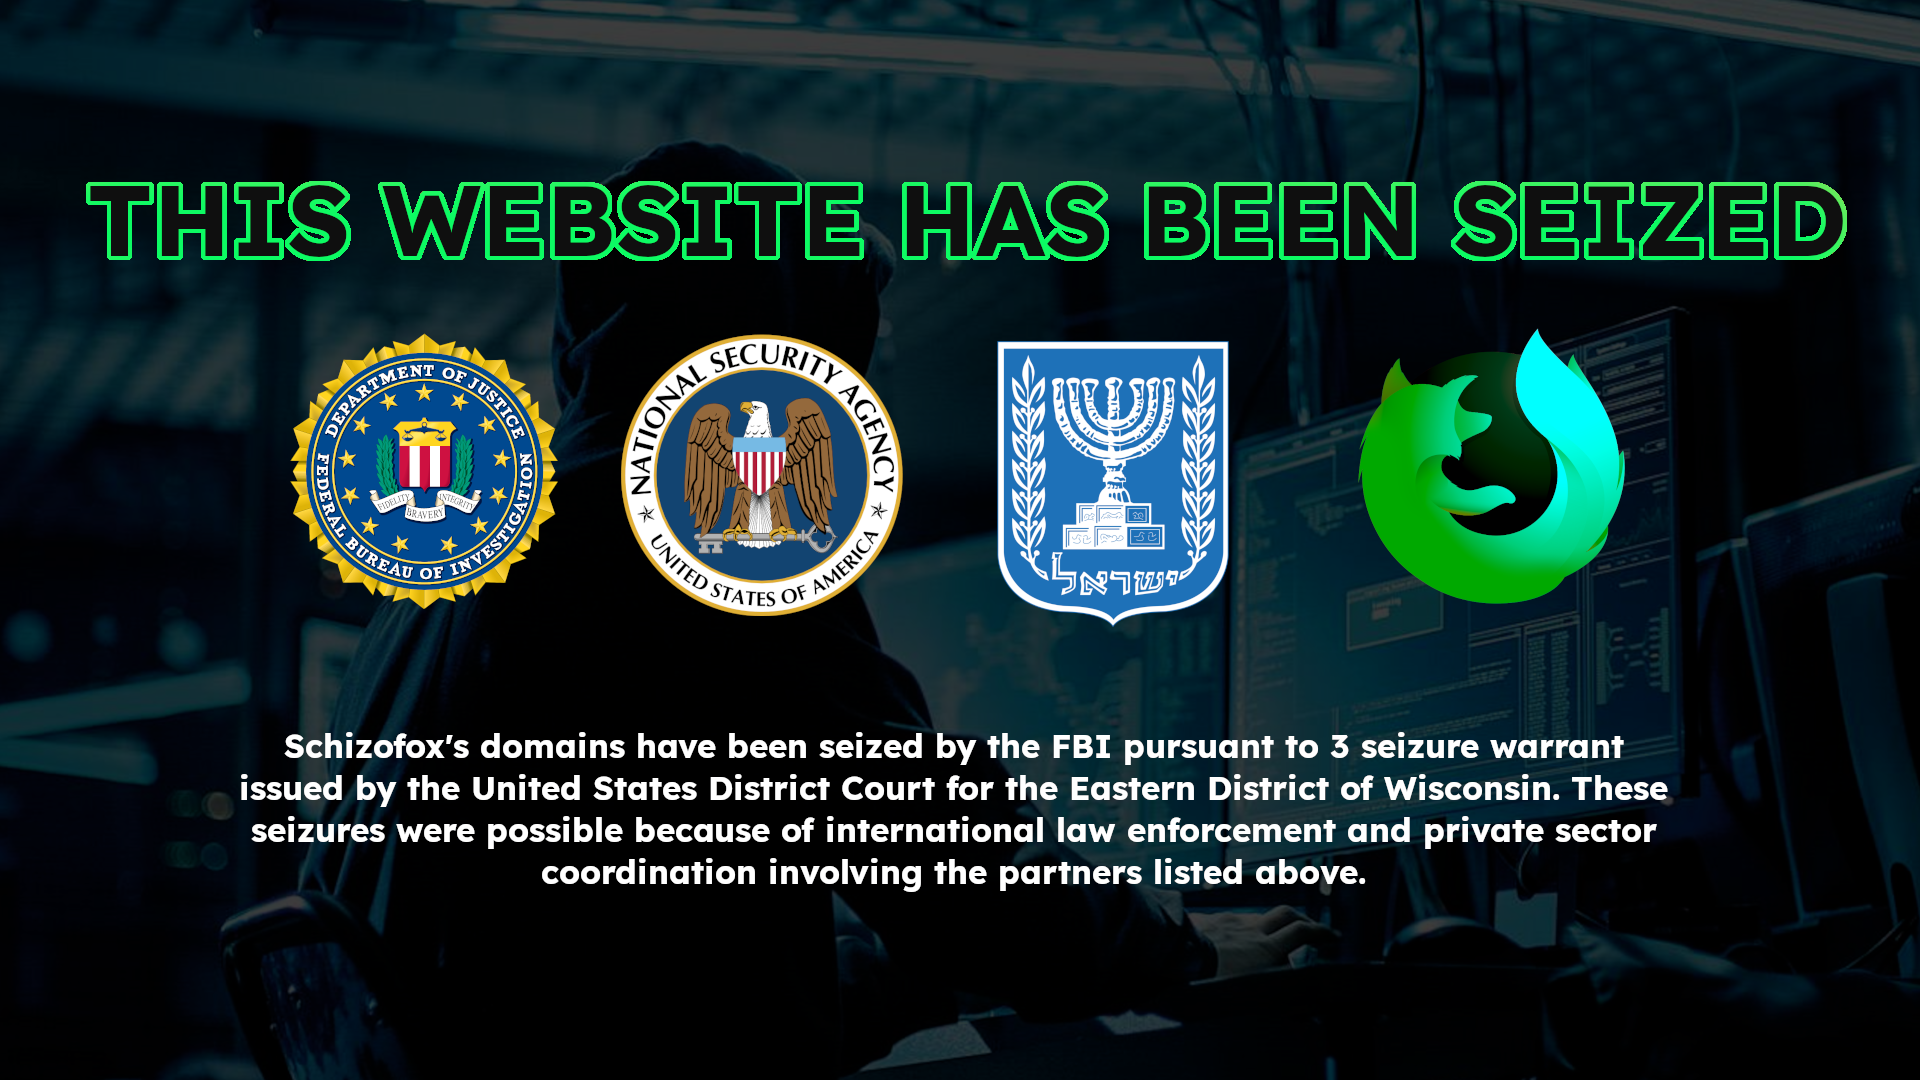 THIS WEBSITE HAS BEEN SEIZED
DEPARTMENT OF JUSTICE
FEDERAL BUREAU OF INVESTIGATION
FIDELITY
BRAVERY
INTEGRITY
NATIONAL SECURITY AGENCY
UNITED STATES OF AMERICA
ישראל
Schizofox's domains have been seized by the FBI pursuant to 3 seizure warrant
issued by the United States District Court for the Eastern District of Wisconsin. These
seizures were possible because of international law enforcement and private sector
coordination involving the partners listed above.